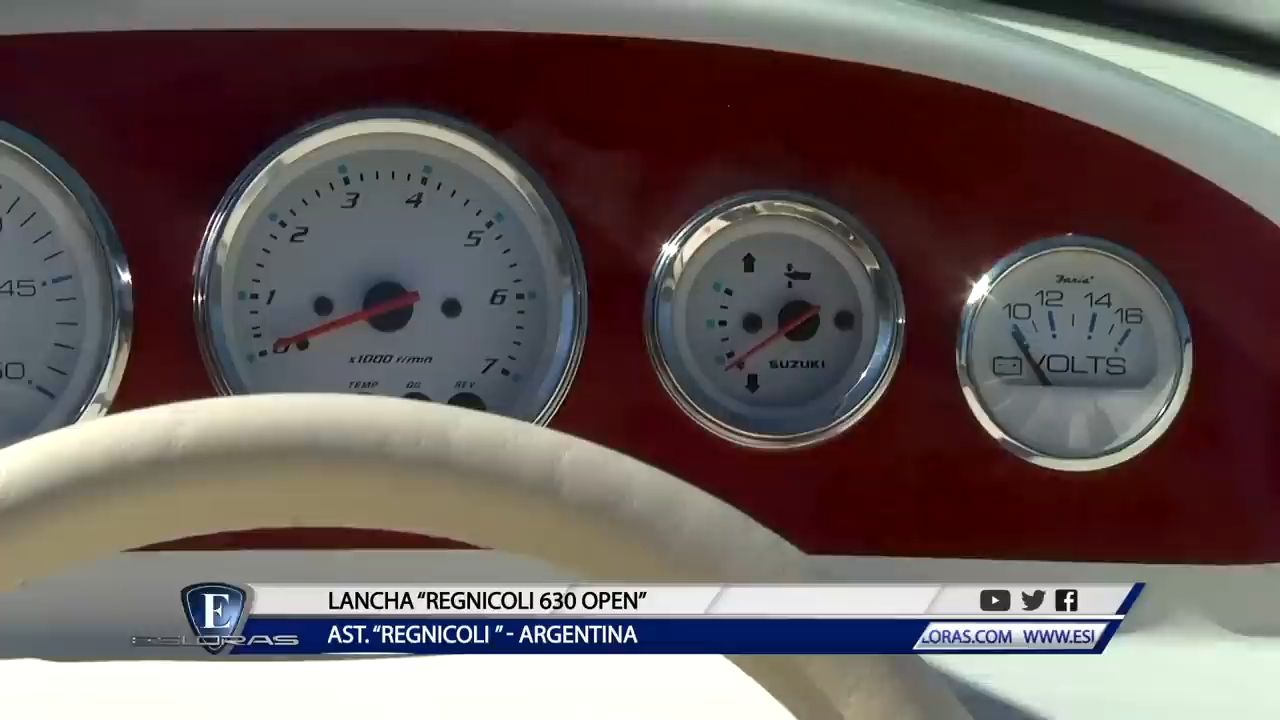 45
50
0 1 2 3 4 5 6 7
x1000 r/min
TEMP OIL REV
SUZUKI
Faria
10 12 14 16
VOLTS
E
ESLORAS
LANCHA “REGNICOLI 630 OPEN”
AST. “REGNICOLI ” - ARGENTINA
LORAS.COM WWW.ESI